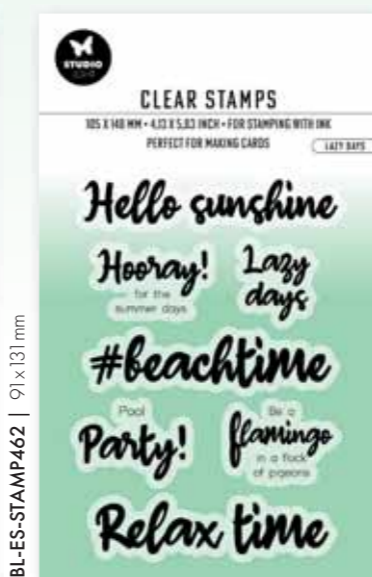 STUDIO
LIGHT
CLEAR STAMPS
105 X 148 MM • 4,13 X 5,83 INCH • FOR STAMPING WITH INK
PERFECT FOR MAKING CARDS
LAZY DAYS
Hello sunshine
Hooray!
for the
summer days
Lazy
days
#beachtime
Pool
Party!
Be a
flamingo
in a flock
of pigeons
Relax time
BL-ES-STAMP462 | 91 x 131 mm